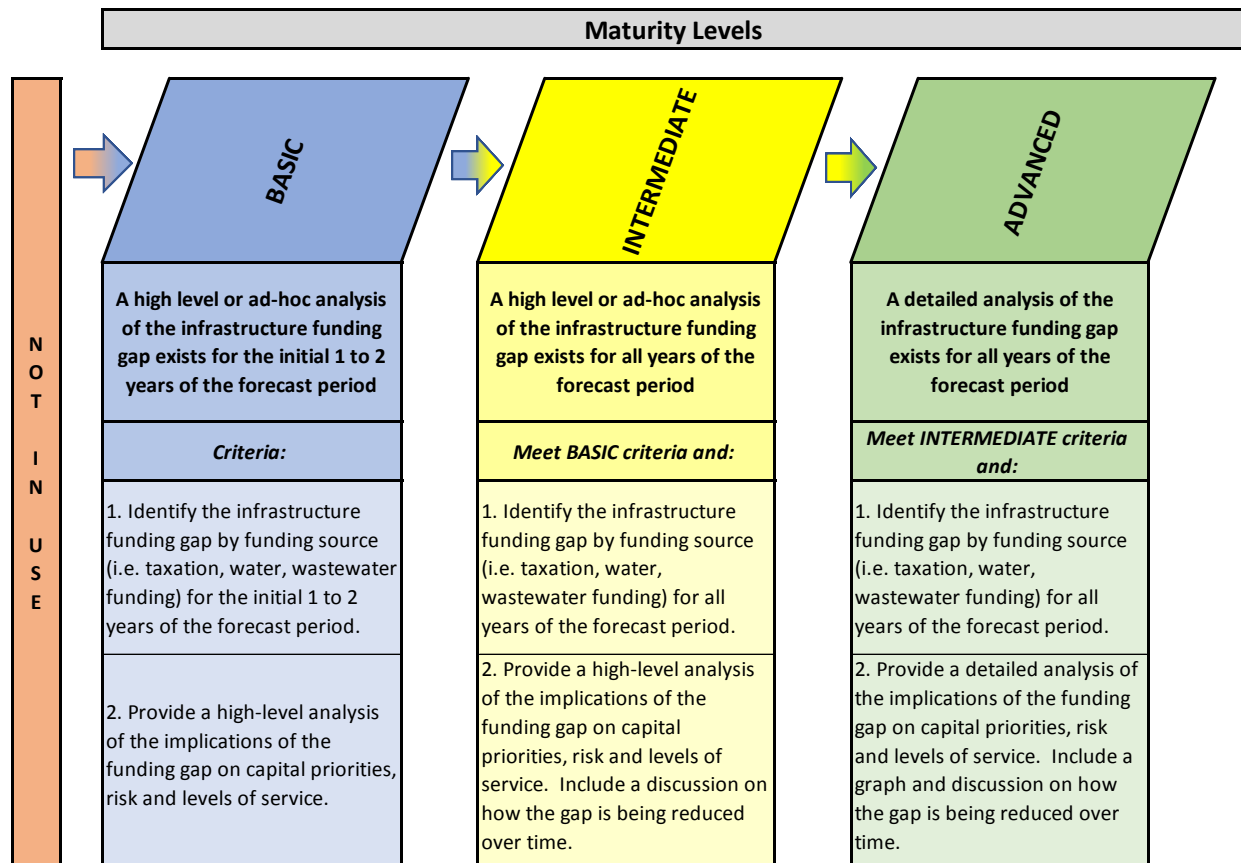 Maturity Levels
NOT IN USE
BASIC
A high level or ad-hoc analysis
of the infrastructure funding
gap exists for the initial 1 to 2
years of the forecast period
Criteria:
1. Identify the infrastructure
funding gap by funding source
(i.e. taxation, water, wastewater
funding) for the initial 1 to 2
years of the forecast period.
2. Provide a high-level analysis
of the implications of the
funding gap on capital priorities,
risk and levels of service.
INTERMEDIATE
A high level or ad-hoc analysis
of the infrastructure funding
gap exists for all years of the
forecast period
Meet BASIC criteria and:
1. Identify the infrastructure
funding gap by funding source
(i.e. taxation, water,
wastewater funding) for all
years of the forecast period.
2. Provide a high-level analysis
of the implications of the
funding gap on capital
priorities, risk and levels of
service.  Include a discussion on
how the gap is being reduced
over time.
ADVANCED
A detailed analysis of the
infrastructure funding gap
exists for all years of the
forecast period
Meet INTERMEDIATE criteria
and:
1. Identify the infrastructure
funding gap by funding source
(i.e. taxation, water,
wastewater funding) for all
years of the forecast period.
2. Provide a detailed analysis of
the implications of the funding
gap on capital priorities, risk
and levels of service.  Include a
graph and discussion on how
the gap is being reduced over
time.